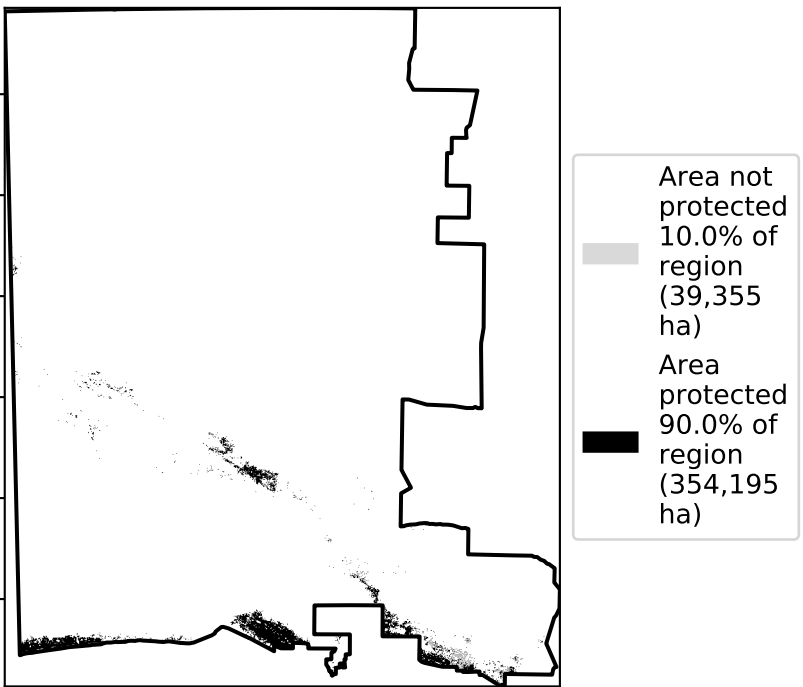 Area not
protected
10.0% of
region
(39,355
ha)
Area
protected
90.0% of
region
(354,195
ha)